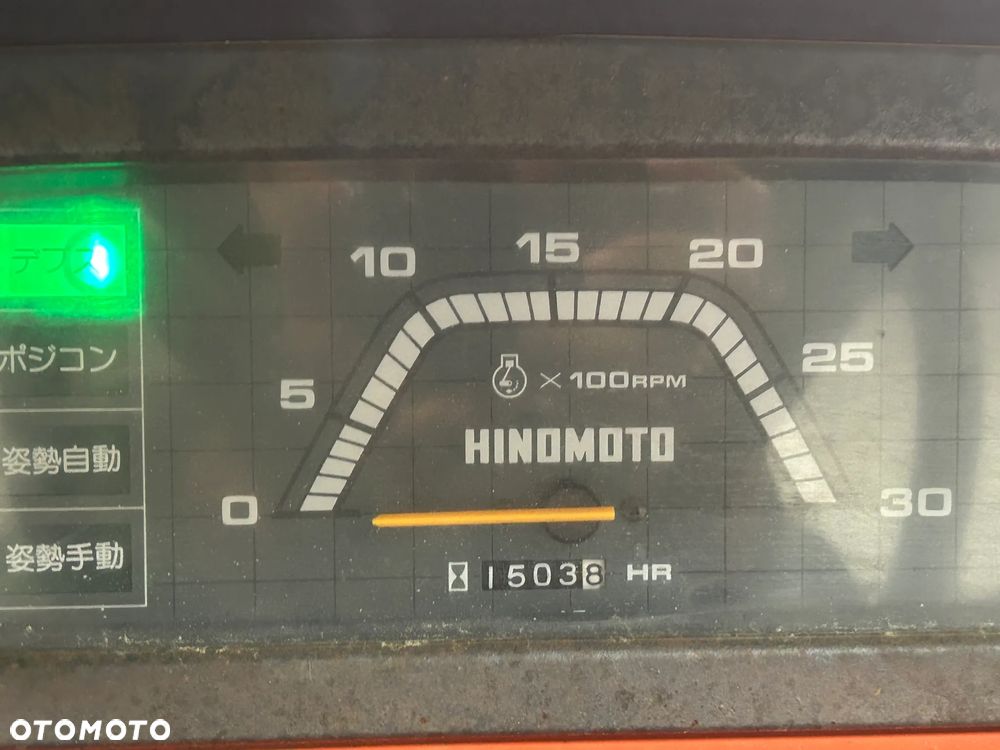 デフ
ポジコン
姿勢自動
姿勢手動
0
5
10
15
20
25
30
× 100RPM
HINOMOTO
15038 HR
OTOMOTO